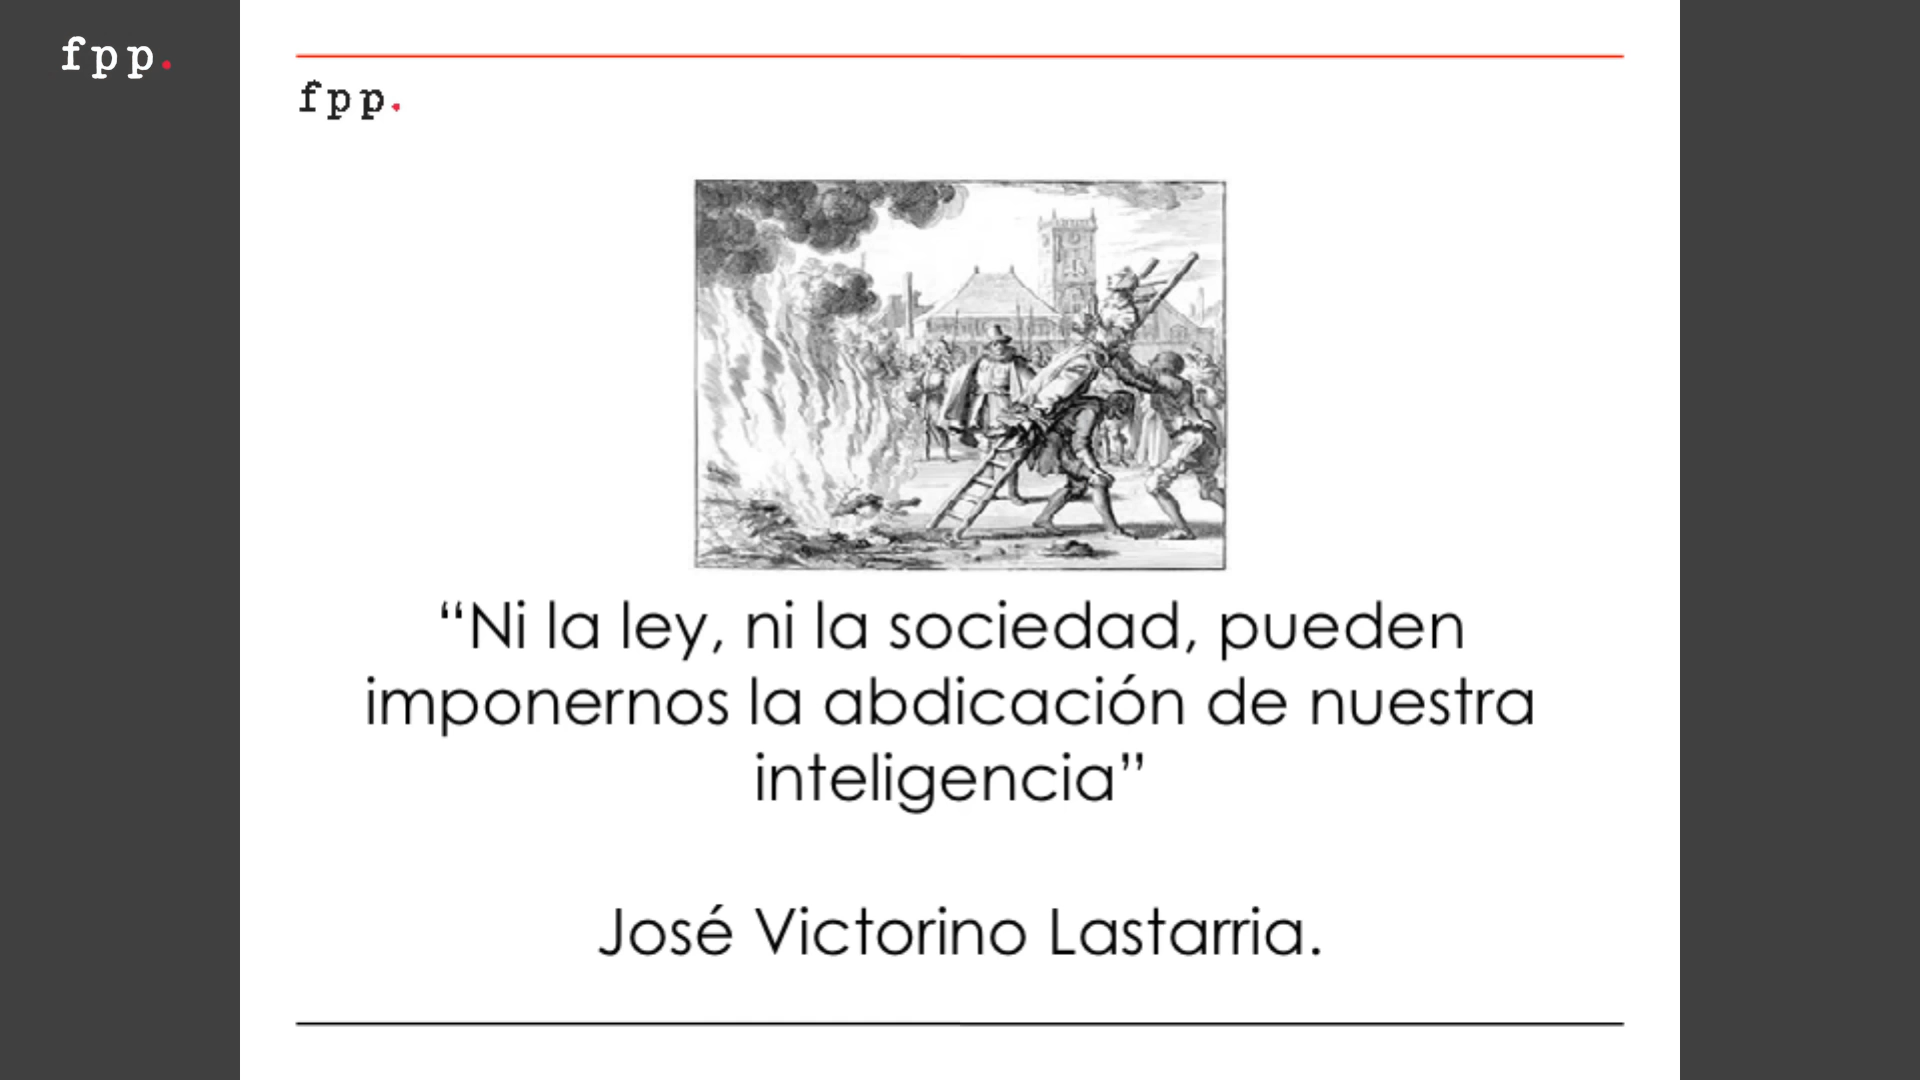 fpp.
fpp.
“Ni la ley, ni la sociedad, pueden
imponernos la abdicación de nuestra
inteligencia”
José Victorino Lastarria.